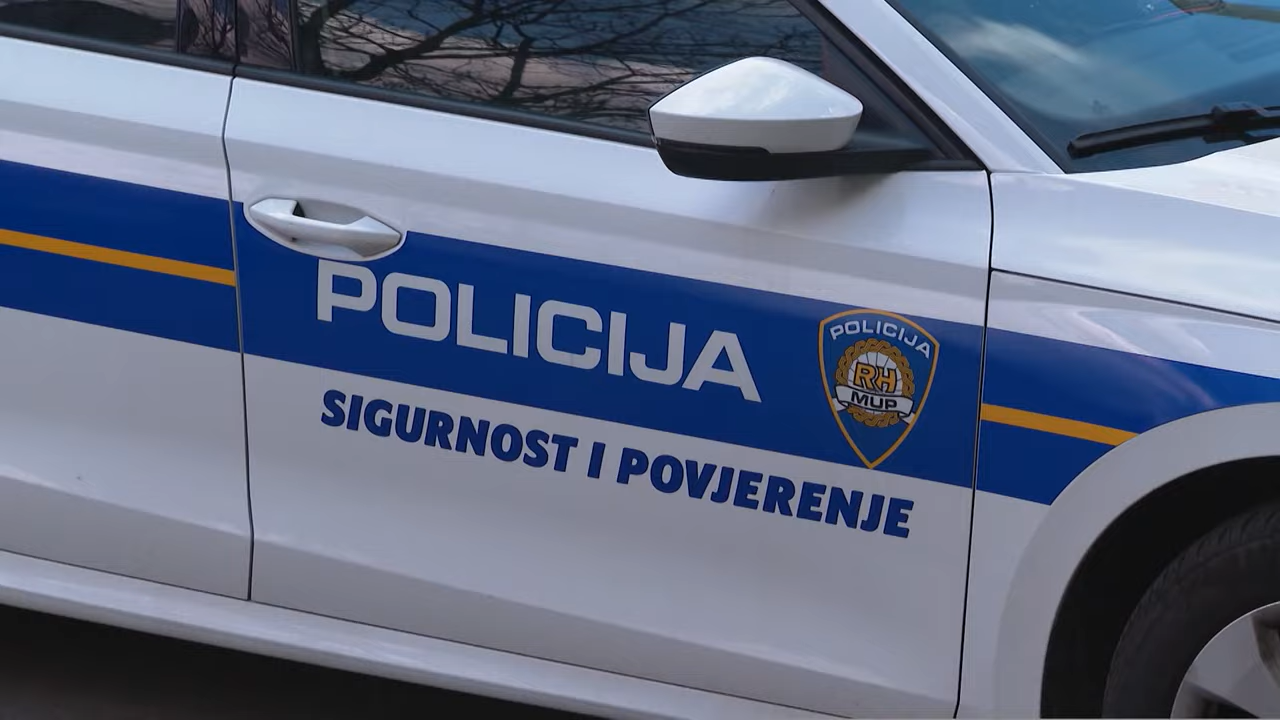 POLICIJA
SIGURNOST I POVJERENJE
POLICIJA
RH
MUP